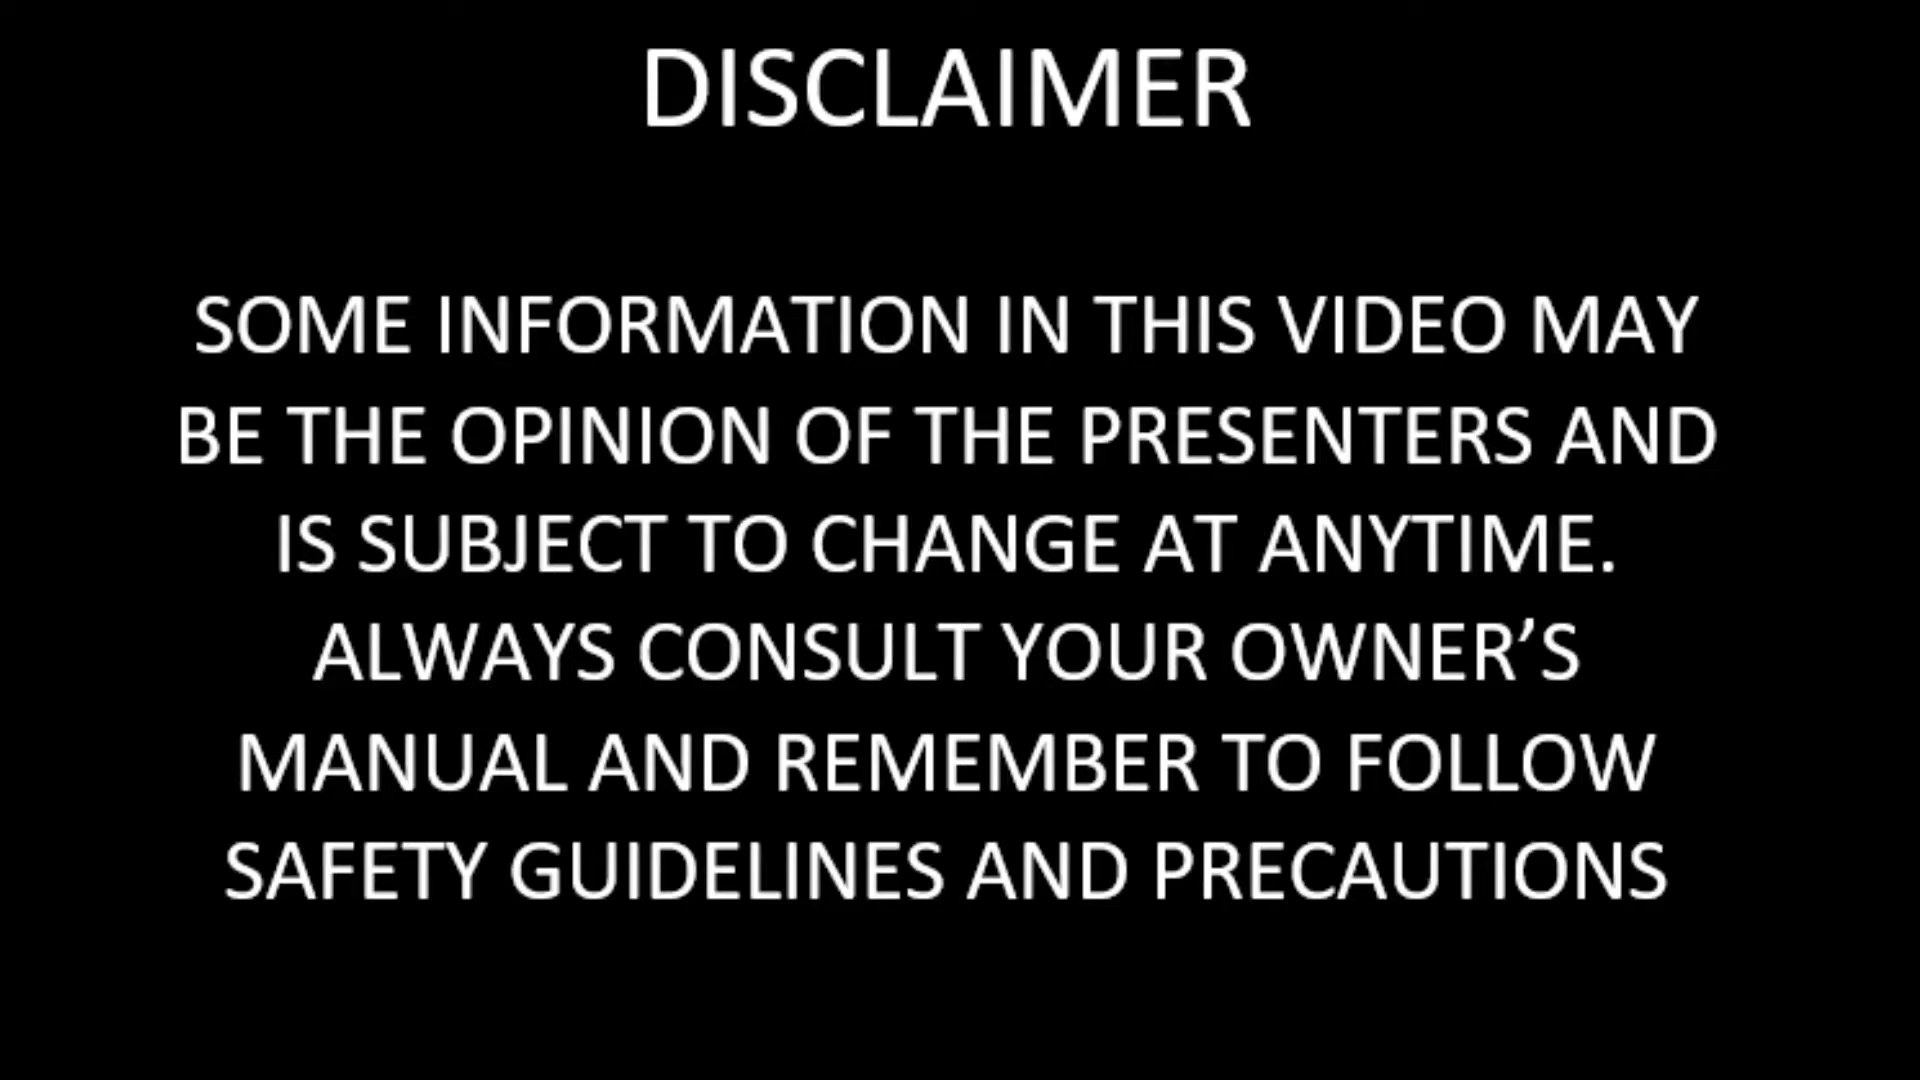 DISCLAIMER
SOME INFORMATION IN THIS VIDEO MAY
BE THE OPINION OF THE PRESENTERS AND
IS SUBJECT TO CHANGE AT ANYTIME.
ALWAYS CONSULT YOUR OWNER’S
MANUAL AND REMEMBER TO FOLLOW
SAFETY GUIDELINES AND PRECAUTIONS